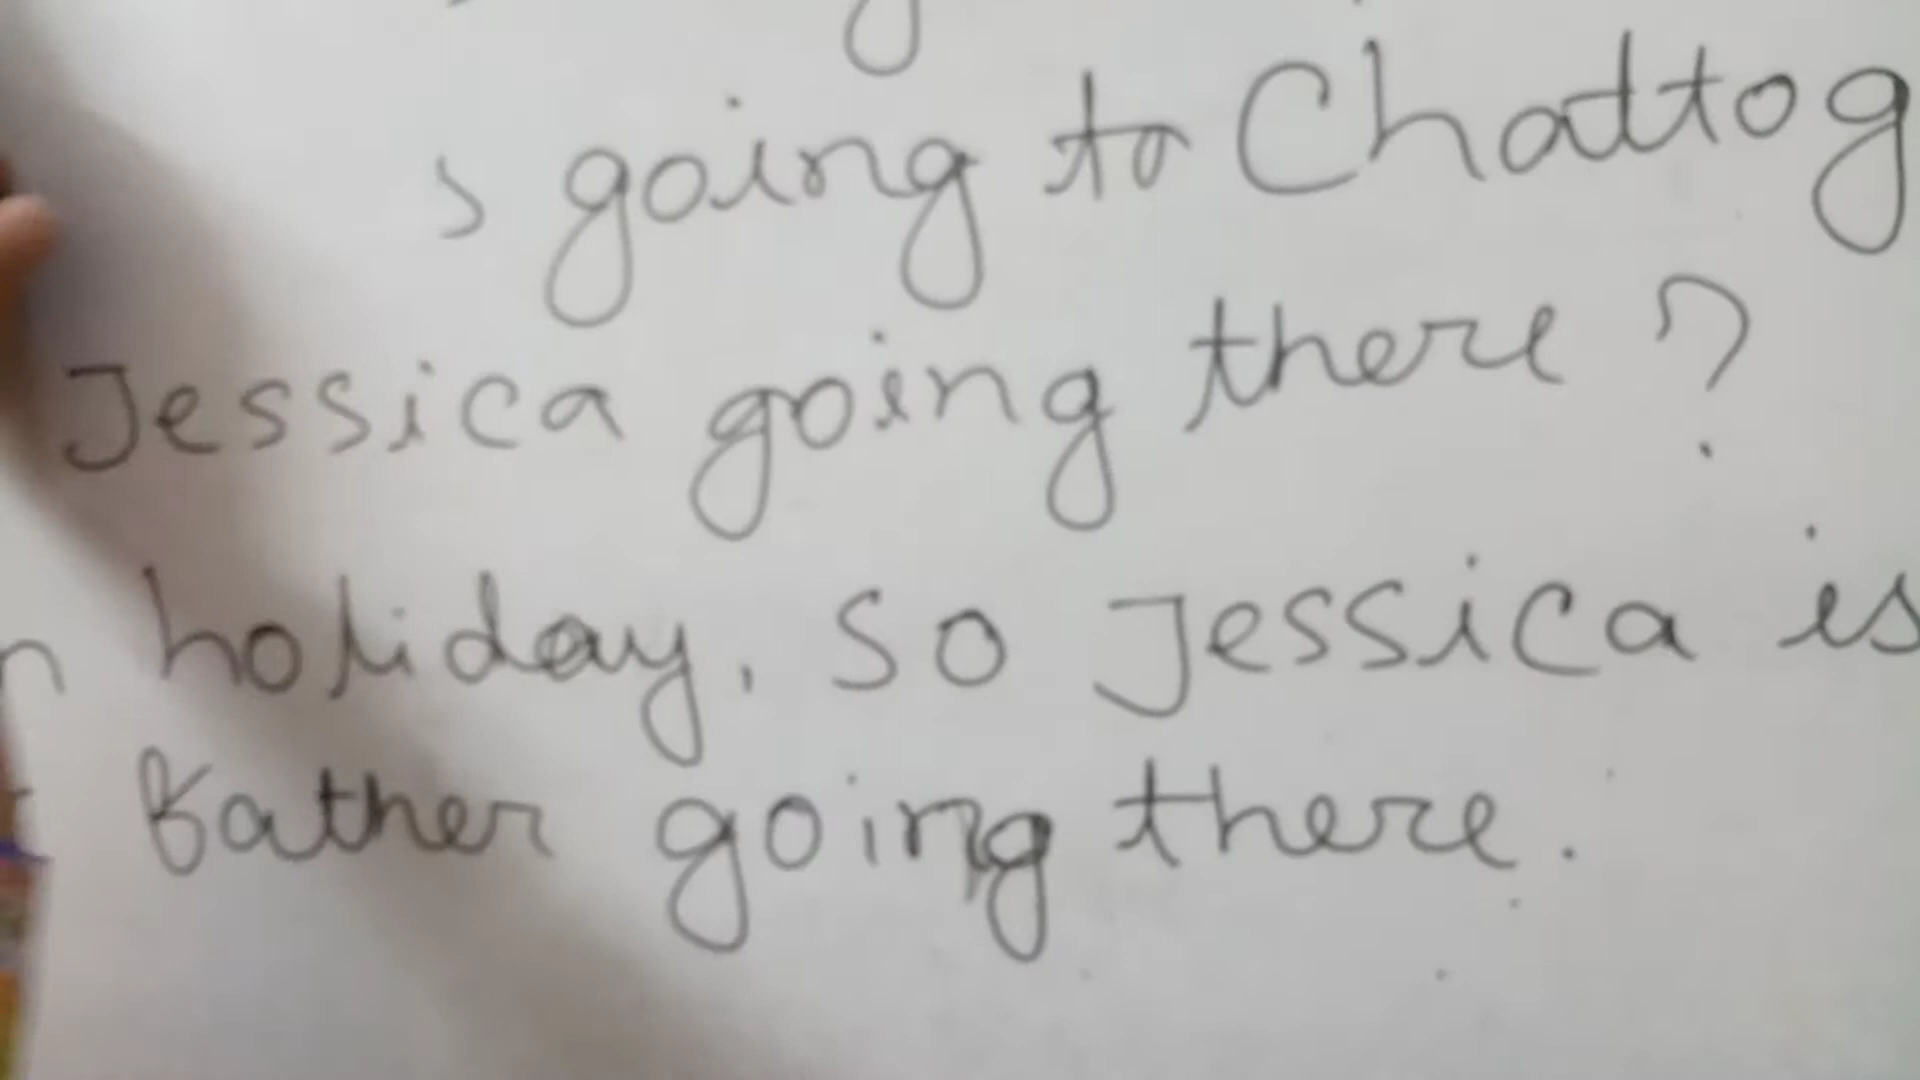 s going to Chattog
Jessica going there?
n holiday. So Jessica is
father going there.